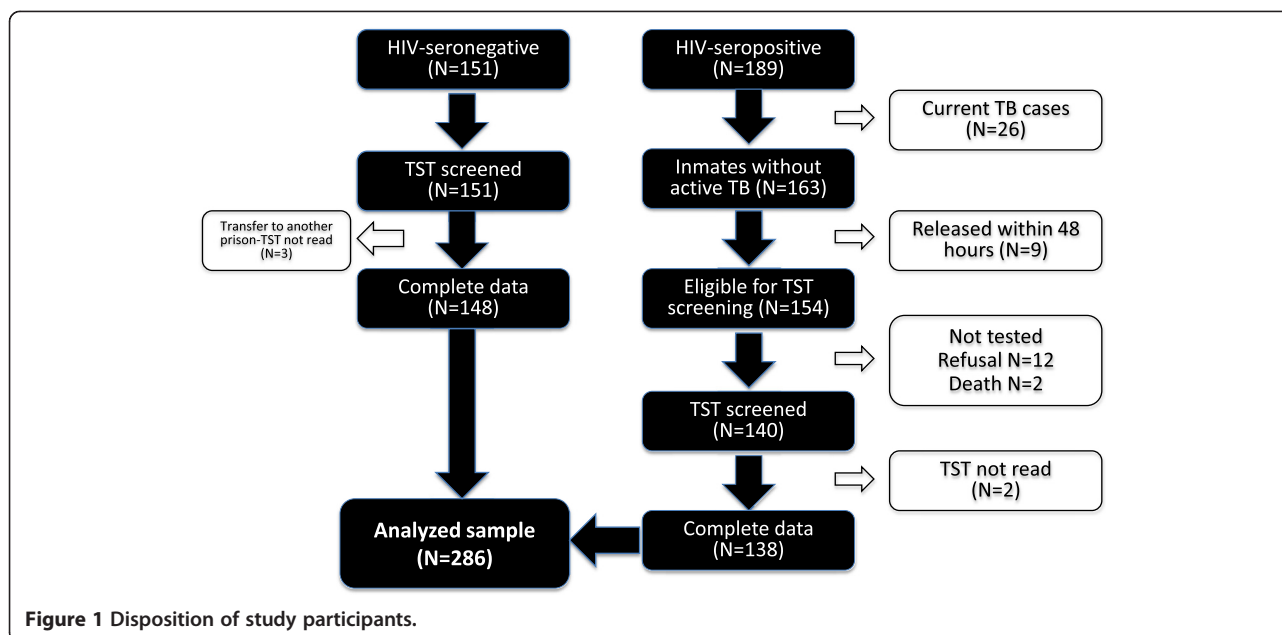 HIV-seronegative
(N=151)
HIV-seropositive
(N=189)
Current TB cases
(N=26)
TST screened
(N=151)
Inmates without
active TB (N=163)
Transfer to another
prison-TST not read
(N=3)
Released within 48
hours (N=9)
Complete data
(N=148)
Eligible for TST
screening (N=154)
Not tested
Refusal N=12
Death N=2
TST screened
(N=140)
TST not read
(N=2)
Analyzed sample
(N=286)
Complete data
(N=138)
Figure 1 Disposition of study participants.